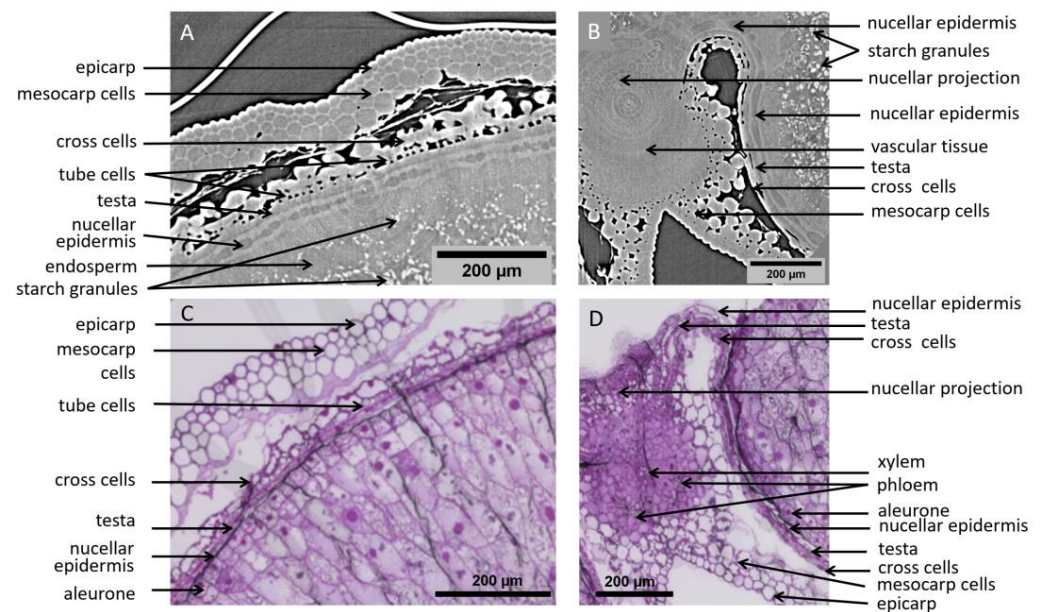 A
epicarp
mesocarp cells
cross cells
tube cells
testa
nucellar
epidermis
endosperm
starch granules
200 µm
B
nucellar epidermis
starch granules
nucellar projection
nucellar epidermis
vascular tissue
testa
cross cells
mesocarp cells
200 µm
C
epicarp
mesocarp
cells
tube cells
cross cells
testa
nucellar
epidermis
aleurone
200 µm
D
nucellar epidermis
testa
cross cells
nucellar projection
xylem
phloem
aleurone
nucellar epidermis
testa
cross cells
mesocarp cells
epicarp
200 µm